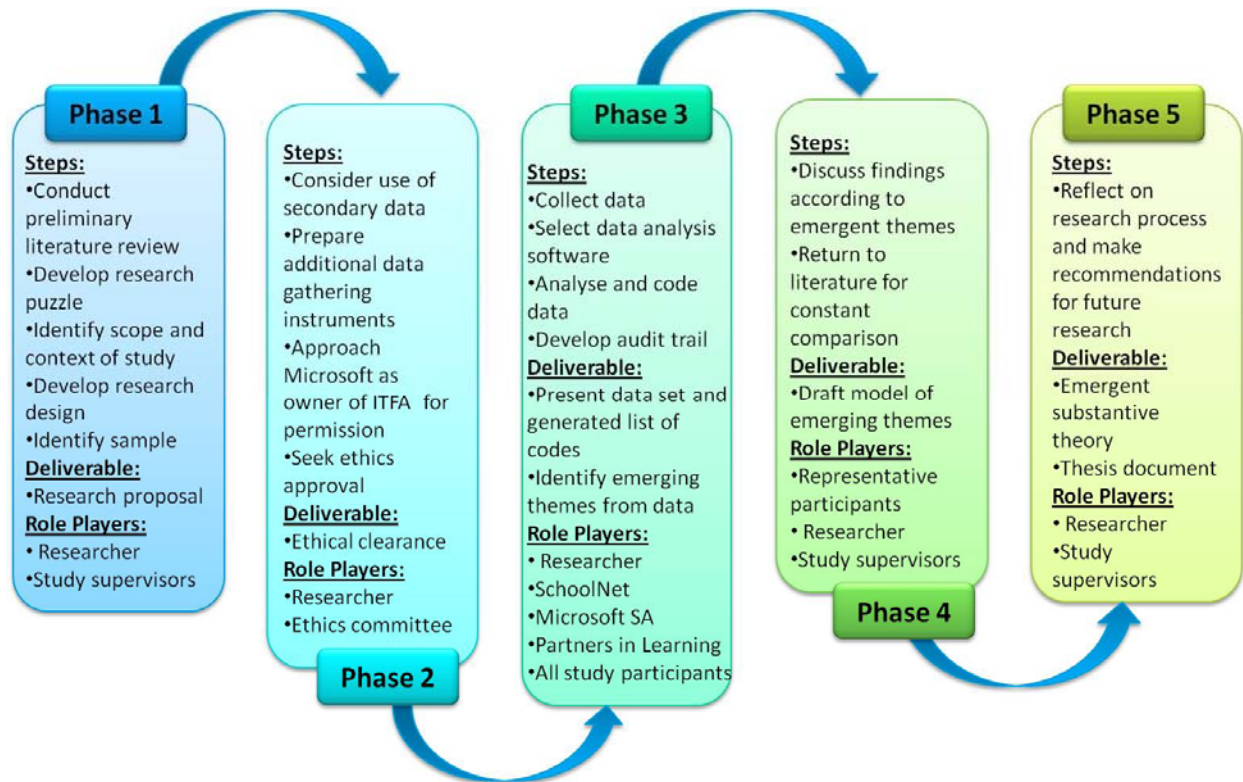 Phase 1
Steps:
•Conduct
preliminary
literature review
•Develop research
puzzle
•Identify scope and
context of study
•Develop research
design
•Identify sample
Deliverable:
•Research proposal
Role Players:
• Researcher
•Study supervisors
Steps:
•Consider use of
secondary data
•Prepare
additional data
gathering
instruments
•Approach
Microsoft as
owner of ITFA for
permission
•Seek ethics
approval
Deliverable:
•Ethical clearance
Role Players:
•Researcher
•Ethics committee
Phase 2
Phase 3
Steps:
•Collect data
•Select data analysis
software
•Analyse and code
data
•Develop audit trail
Deliverable:
•Present data set and
generated list of
codes
•Identify emerging
themes from data
Role Players:
• Researcher
•SchoolNet
•Microsoft SA
•Partners in Learning
•All study participants
Steps:
•Discuss findings
according to
emergent themes
•Return to
literature for
constant
comparison
Deliverable:
•Draft model of
emerging themes
Role Players:
•Representative
participants
• Researcher
•Study supervisors
Phase 4
Phase 5
Steps:
•Reflect on
research process
and make
recommendations
for future
research
Deliverable:
•Emergent
substantive
theory
•Thesis document
Role Players:
• Researcher
•Study
supervisors